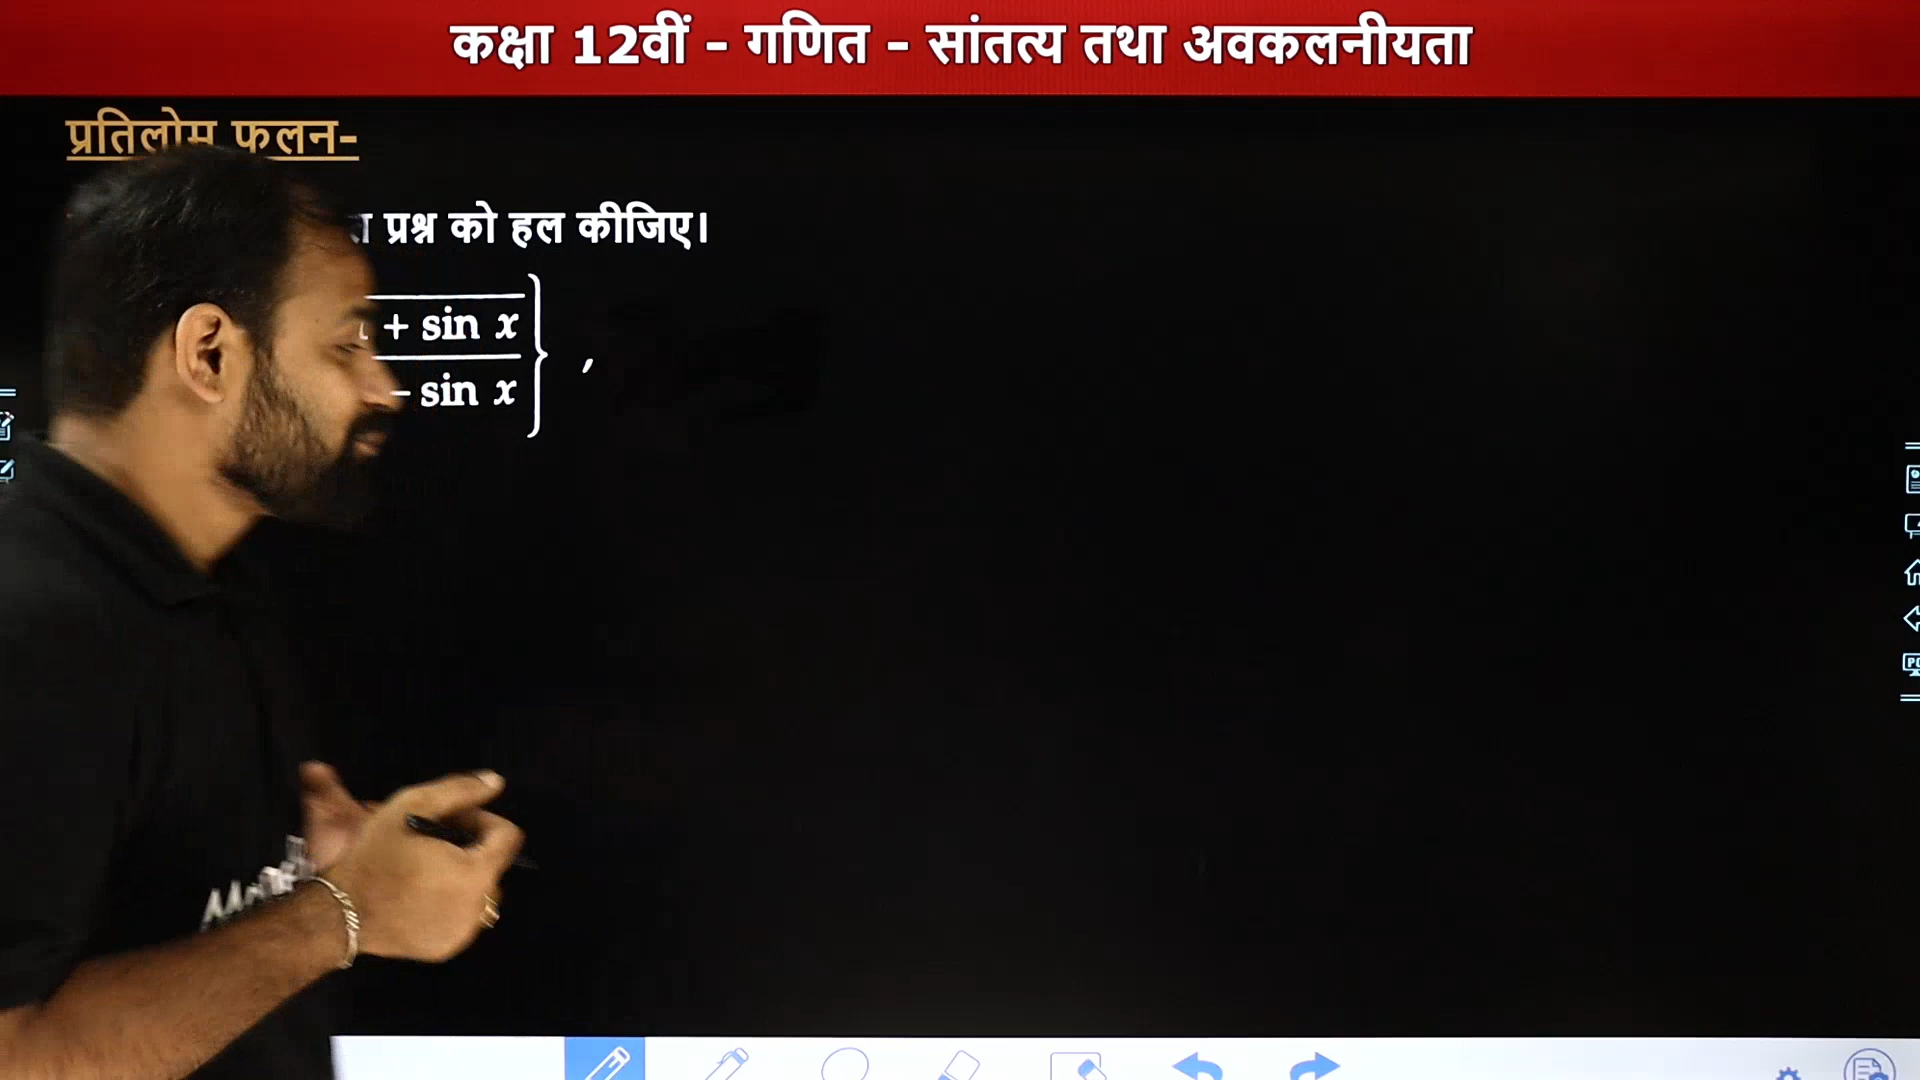 कक्षा 12वीं - गणित - सांतत्य तथा अवकलनीयता
प्रतिलोम फलन-
प्रश्न को हल कीजिए।
+ sin x
- sin x
} ,